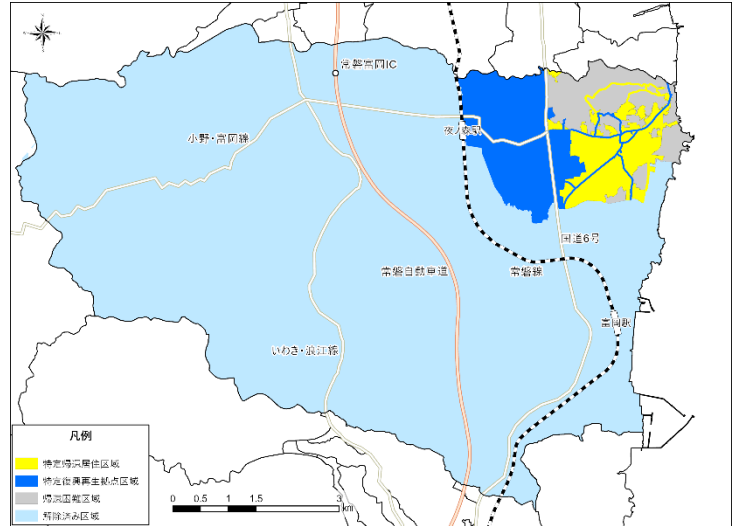 常磐富岡IC
夜ノ森駅
小野・富岡線
国道6号
常磐自動車道
常磐線
富岡駅
いわき・浪江線
凡例
特定帰還居住区域
特定復興再生拠点区域
帰還困難区域
解除済み区域
0 0.5 1 1.5 3
km